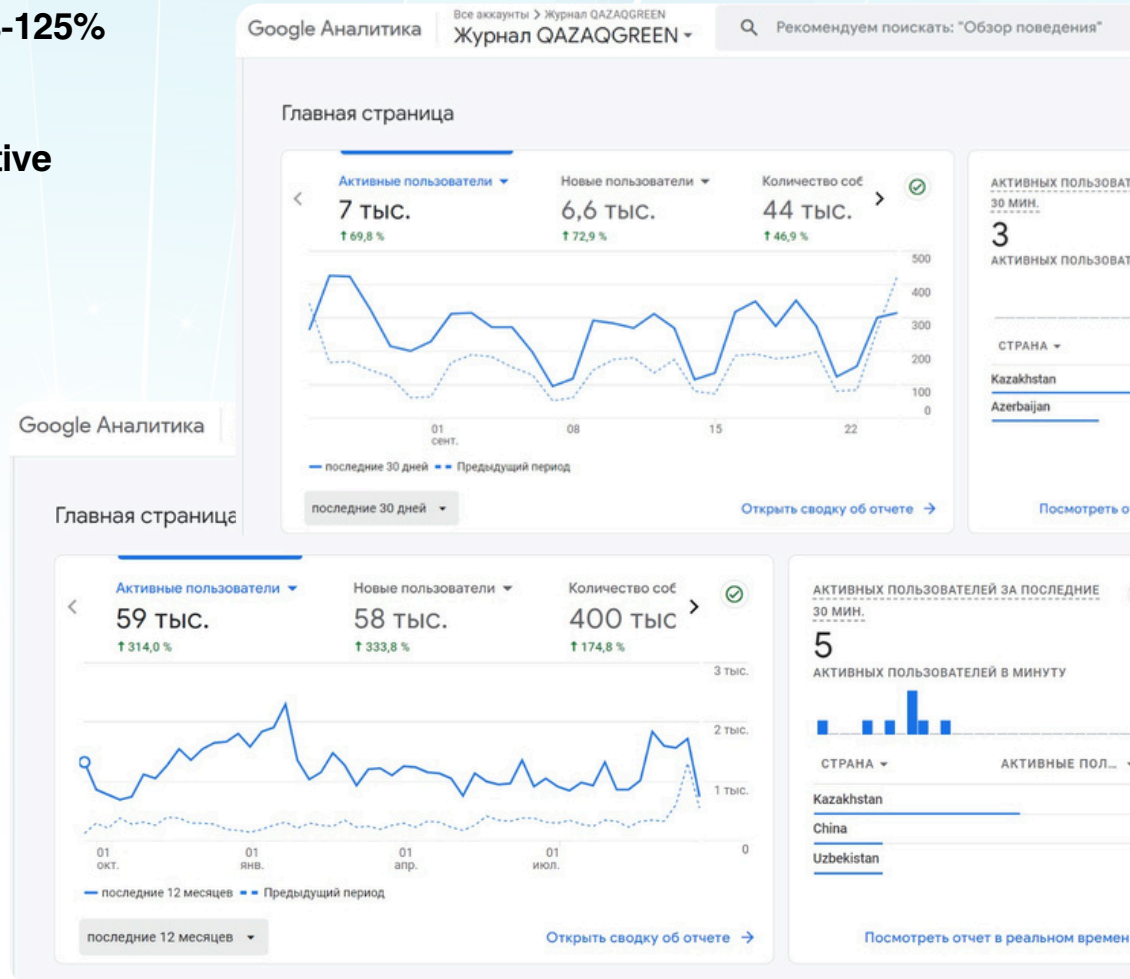 -125%
tive
Google Аналитика
Все аккаунты > Журнал QAZAQGREEN
Журнал QAZAQGREEN
Рекомендуем поискать: "Обзор поведения"
Главная страница
Активные пользователи
7 тыс.
↑ 69,8 %
Новые пользователи
6,6 тыс.
↑ 72,9 %
Количество соб
44 тыс.
↑ 46,9 %
500
400
300
200
100
0
01
сент.
08
15
22
последние 30 дней
Предыдущий период
последние 30 дней
Открыть сводку об отчете →
АКТИВНЫХ ПОЛЬЗОВАТ
30 МИН.
3
АКТИВНЫХ ПОЛЬЗОВАТ
СТРАНА
Kazakhstan
Azerbaijan
Посмотреть о
Google Аналитика
Главная страница
Активные пользователи
59 тыс.
↑ 314,0 %
Новые пользователи
58 тыс.
↑ 333,8 %
Количество соб
400 тыс
↑ 174,8 %
3 тыс.
2 тыс.
1 тыс.
0
01
окт.
01
янв.
01
апр.
01
июл.
последние 12 месяцев
Предыдущий период
последние 12 месяцев
Открыть сводку об отчете →
АКТИВНЫХ ПОЛЬЗОВАТЕЛЕЙ ЗА ПОСЛЕДНИЕ
30 МИН.
5
АКТИВНЫХ ПОЛЬЗОВАТЕЛЕЙ В МИНУТУ
СТРАНА
АКТИВНЫЕ ПОЛ...
Kazakhstan
China
Uzbekistan
Посмотреть отчет в реальном времен